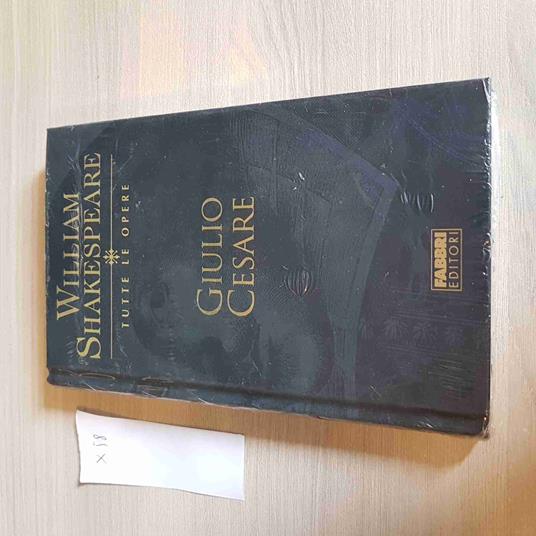 WILLIAM
SHAKESPEARE
TUTTE LE OPERE
GIULIO
CESARE
FABBRI
EDITORI
x 58